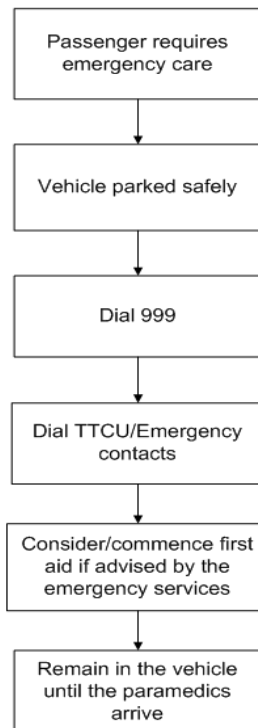 Passenger requires
emergency care
Vehicle parked safely
Dial 999
Dial TTCU/Emergency
contacts
Consider/commence first
aid if advised by the
emergency services
Remain in the vehicle
until the paramedics
arrive